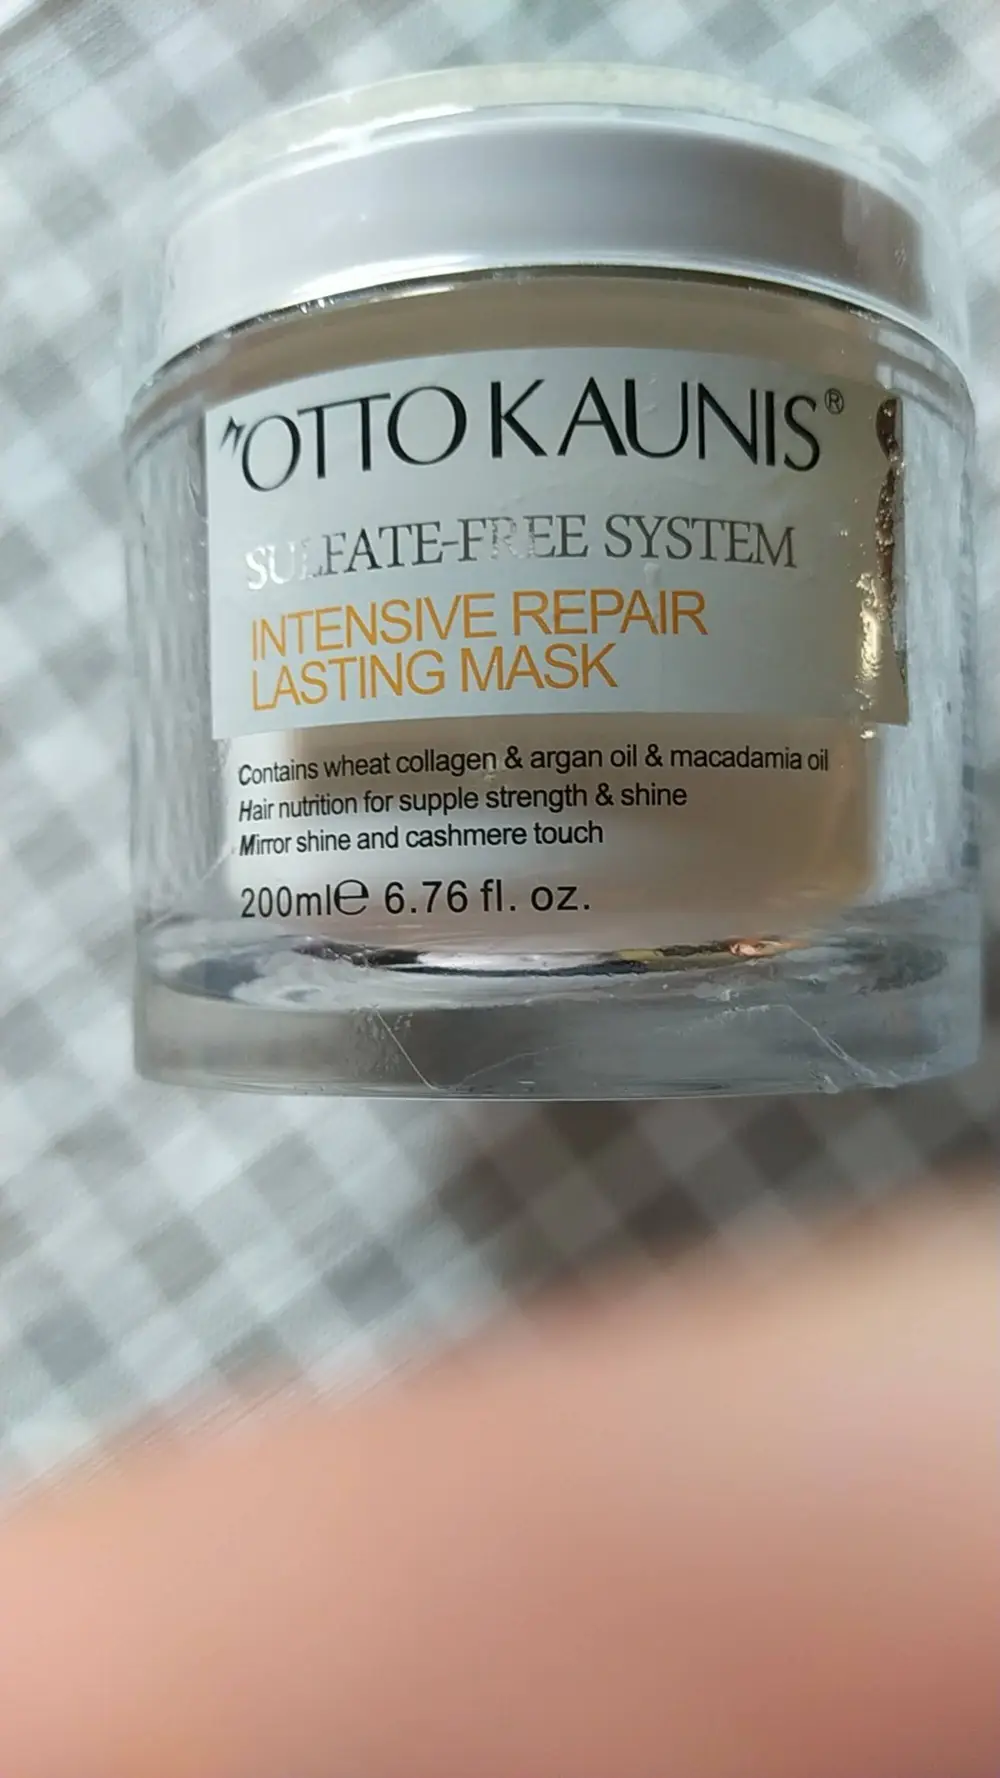 OTTO KAUNIS®
SULFATE-FREE SYSTEM
INTENSIVE REPAIR
LASTING MASK
Contains wheat collagen & argan oil & macadamia oil
Hair nutrition for supple strength & shine
Mirror shine and cashmere touch
200ml℮ 6.76 fl. oz.